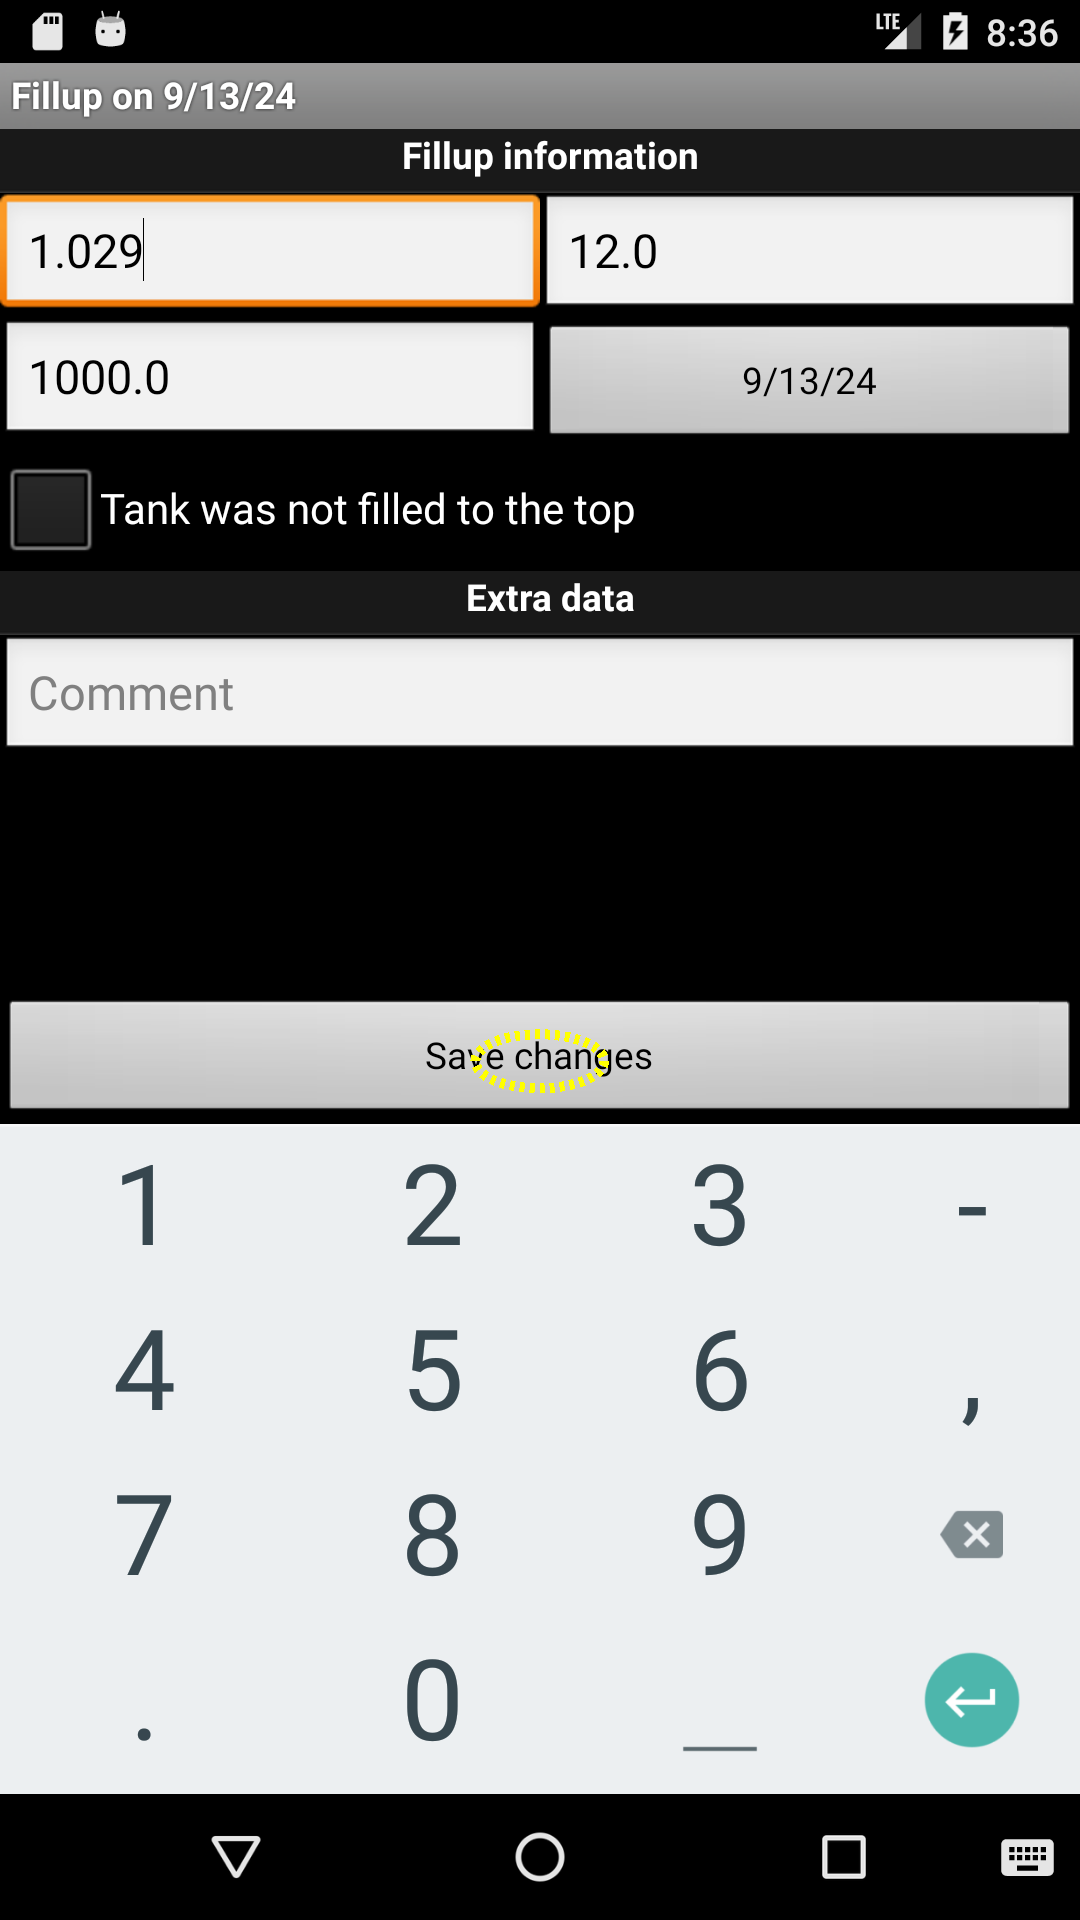 LTE 8:36
Fillup on 9/13/24
Fillup information
1.029 12.0
1000.0 9/13/24
Tank was not filled to the top
Extra data
Comment
Save changes
1 2 3 -
4 5 6 ,
7 8 9
. 0 _